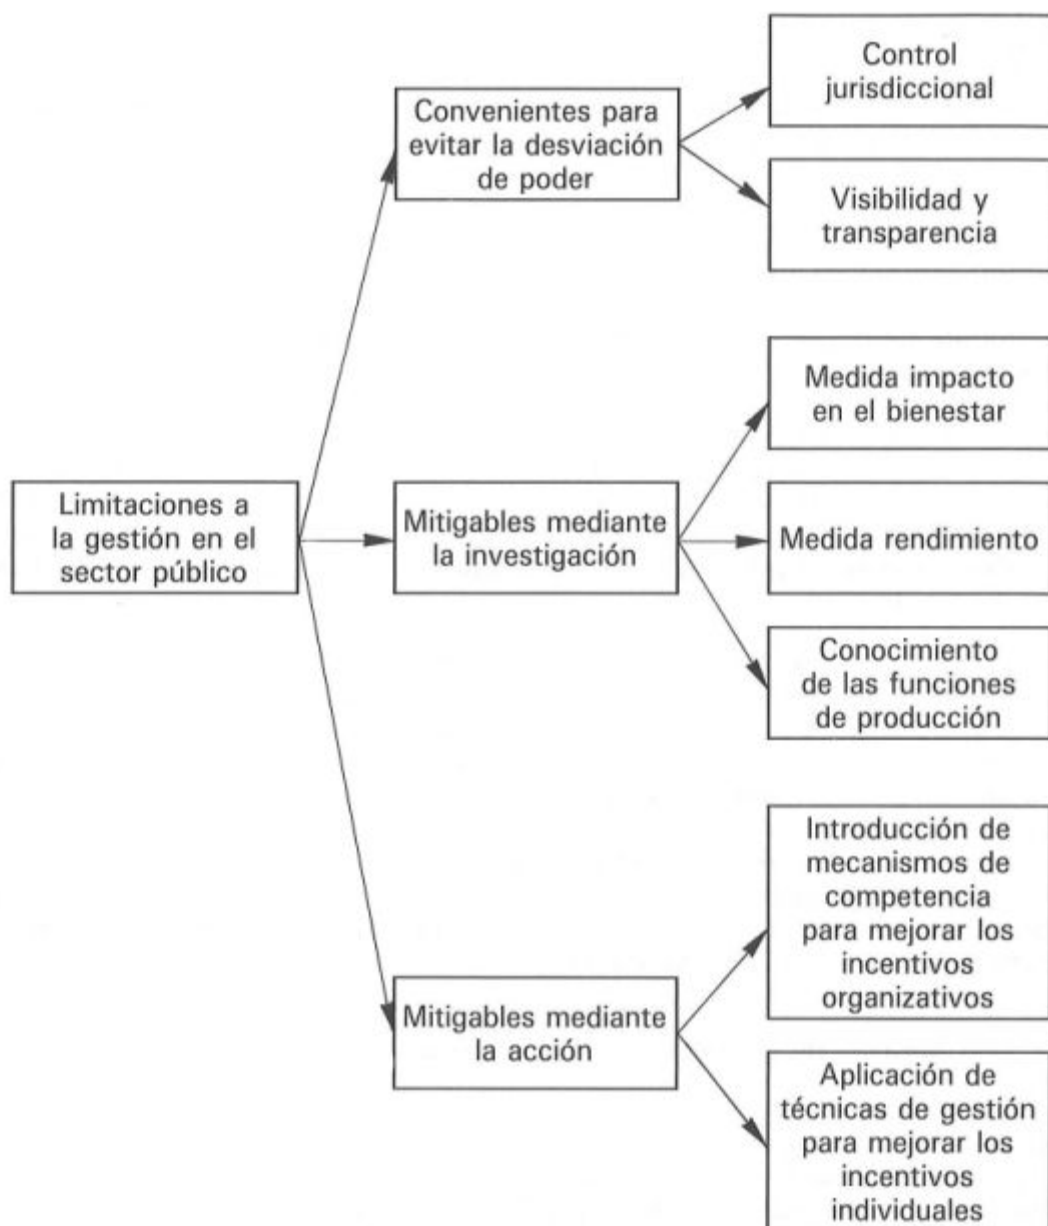 Limitaciones a
la gestión en el
sector público
Convenientes para
evitar la desviación
de poder
Control
jurisdiccional
Visibilidad y
transparencia
Mitigables mediante
la investigación
Medida impacto
en el bienestar
Medida rendimiento
Conocimiento
de las funciones
de producción
Mitigables mediante
la acción
Introducción de
mecanismos de
competencia
para mejorar los
incentivos
organizativos
Aplicación de
técnicas de gestión
para mejorar los
incentivos
individuales